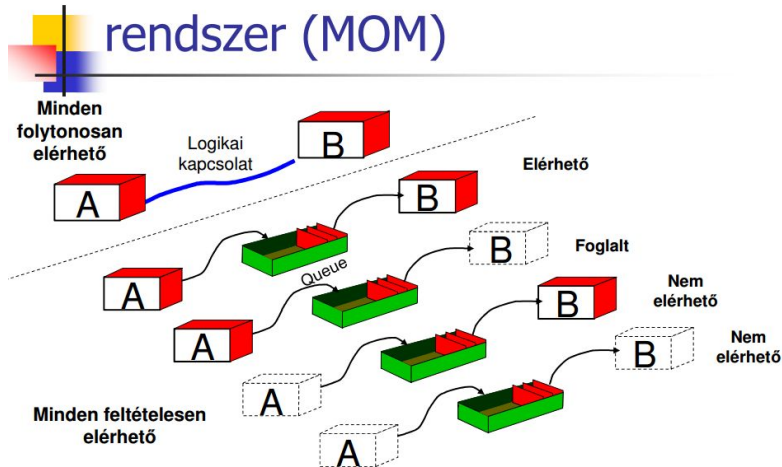 rendszer (MOM)
Minden
folytonosan
elérhető
Logikai
kapcsolat
A
B
Elérhető
A
B
Queue
Foglalt
A
B
Nem
elérhető
A
B
Nem
elérhető
A
B
Minden feltételesen
elérhető